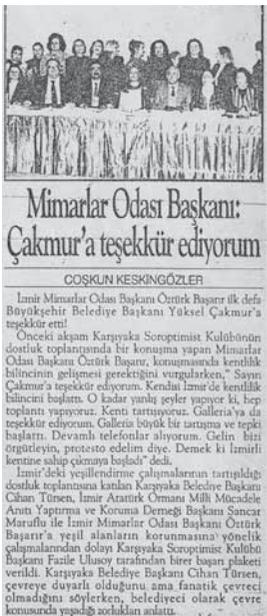 Mimarlar Odası Başkanı:
Çakmur'a teşekkür ediyorum
COŞKUN KESKİNGÖZLER
İzmir Mimarlar Odası Başkanı Öztürk Başarır ilk defa
Büyükşehir Belediye Başkanı Yüksel Çakmur'a
teşekkür etti!
Önceki akşam Karşıyaka Soroptimist Kulübünün
dostluk toplantısında bir konuşma yapan Mimarlar
Odası Başkanı Öztürk Başarır, konuşmasında kentlilik
bilincinin gelişmesi gerektiğini vurgularken," Sayın
Çakmur'a teşekkür ediyorum. Kendisi İzmir'de kentlilik
bilincini başlattı. O kadar yanlış şeyler yapıyor ki, hep
toplantı yapıyoruz. Kenti tartışıyoruz. Galleria'ya da
teşekkür ediyorum. Galleria büyük bir tartışma ve tepki
başlattı. Devamlı telefonlar alıyorum. Gelin bizi
örgütleyin, protesto edelim diye. Demek ki İzmirli
kentine sahip çıkmaya başladı" dedi.
İzmir'deki yeşillendirme çalışmalarının tartışıldığı
dostluk toplantısına katılan Karşıyaka Belediye Başkanı
Cihan Türsen, İzmir Atatürk Ormanı Milli Mücadele
Anıtı Yaptırma ve Koruma Derneği Başkanı Sancar
Maruflu ile İzmir Mimarlar Odası Başkanı Öztürk
Başarır'a yeşil alanların korunmasına yönelik
çalışmalarından dolayı Karşıyaka Soroptimist Kulübü
Başkanı Fazile Ulusoy tarafından birer başarı plaketi
verildi. Karşıyaka Belediye Başkanı Cihan Türsen,
çevreye duyarlı olduğunu ama fanatik çevreci
olmadığını söylerken, belediyeci olarak çevre
konusunda yaşadığı zorlukları anlattı.